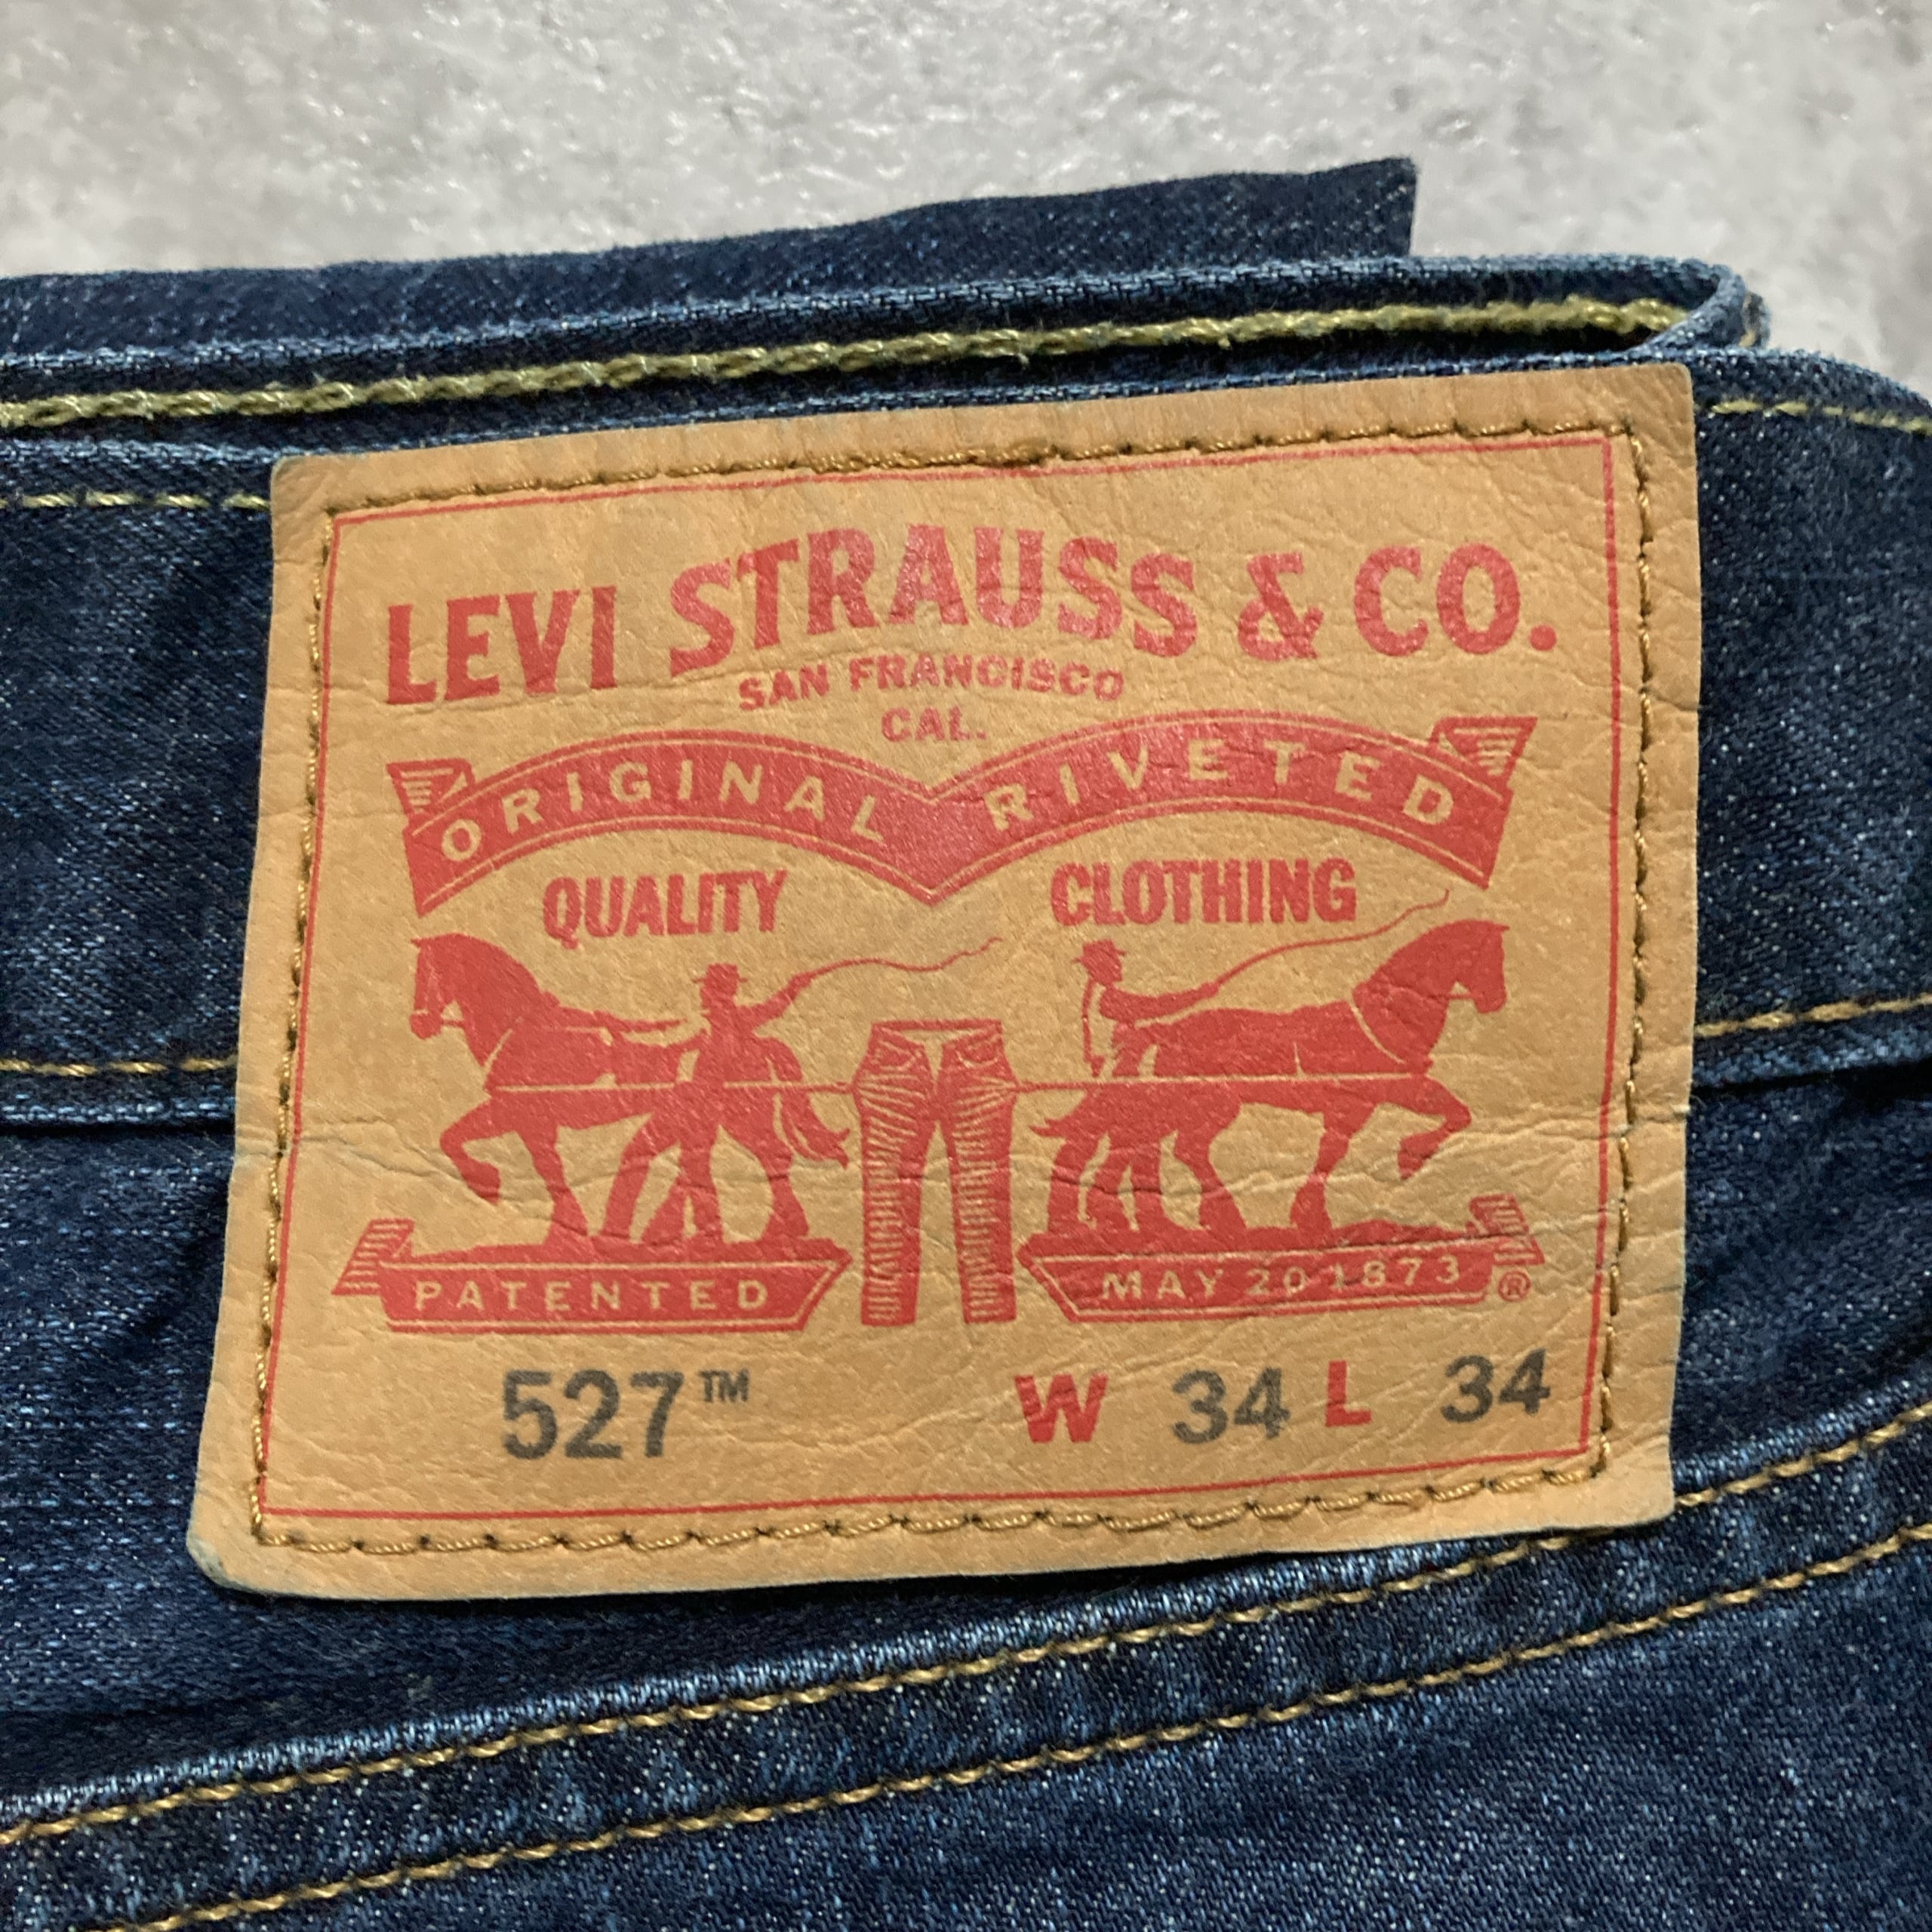 LEVI STRAUSS & CO.
SAN FRANCISCO
CAL.
ORIGINAL RIVETED
QUALITY CLOTHING
PATENTED MAY 20 1873 ®
527™ W 34 L 34